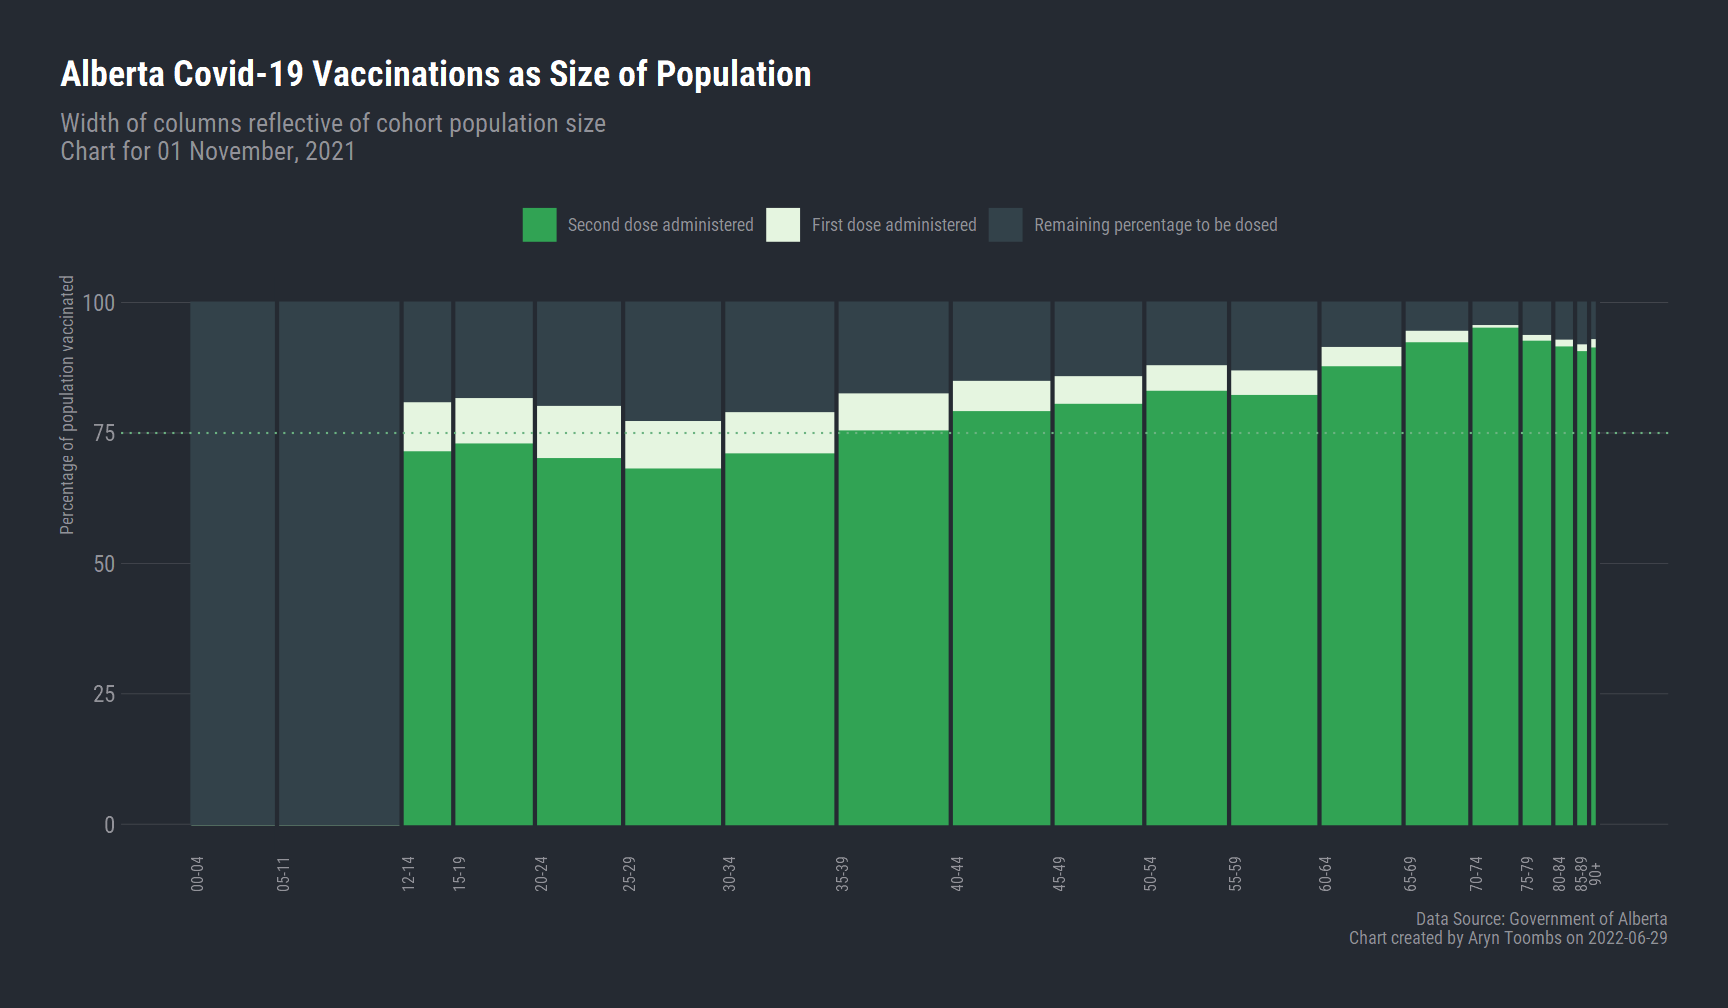 Alberta Covid-19 Vaccinations as Size of Population
Width of columns reflective of cohort population size
Chart for 01 November, 2021
Second dose administered
First dose administered
Remaining percentage to be dosed
Percentage of population vaccinated
100
75
50
25
0
00-04
05-11
12-14
15-19
20-24
25-29
30-34
35-39
40-44
45-49
50-54
55-59
60-64
65-69
70-74
75-79
80-84
85-89
90+
Data Source: Government of Alberta
Chart created by Aryn Toombs on 2022-06-29